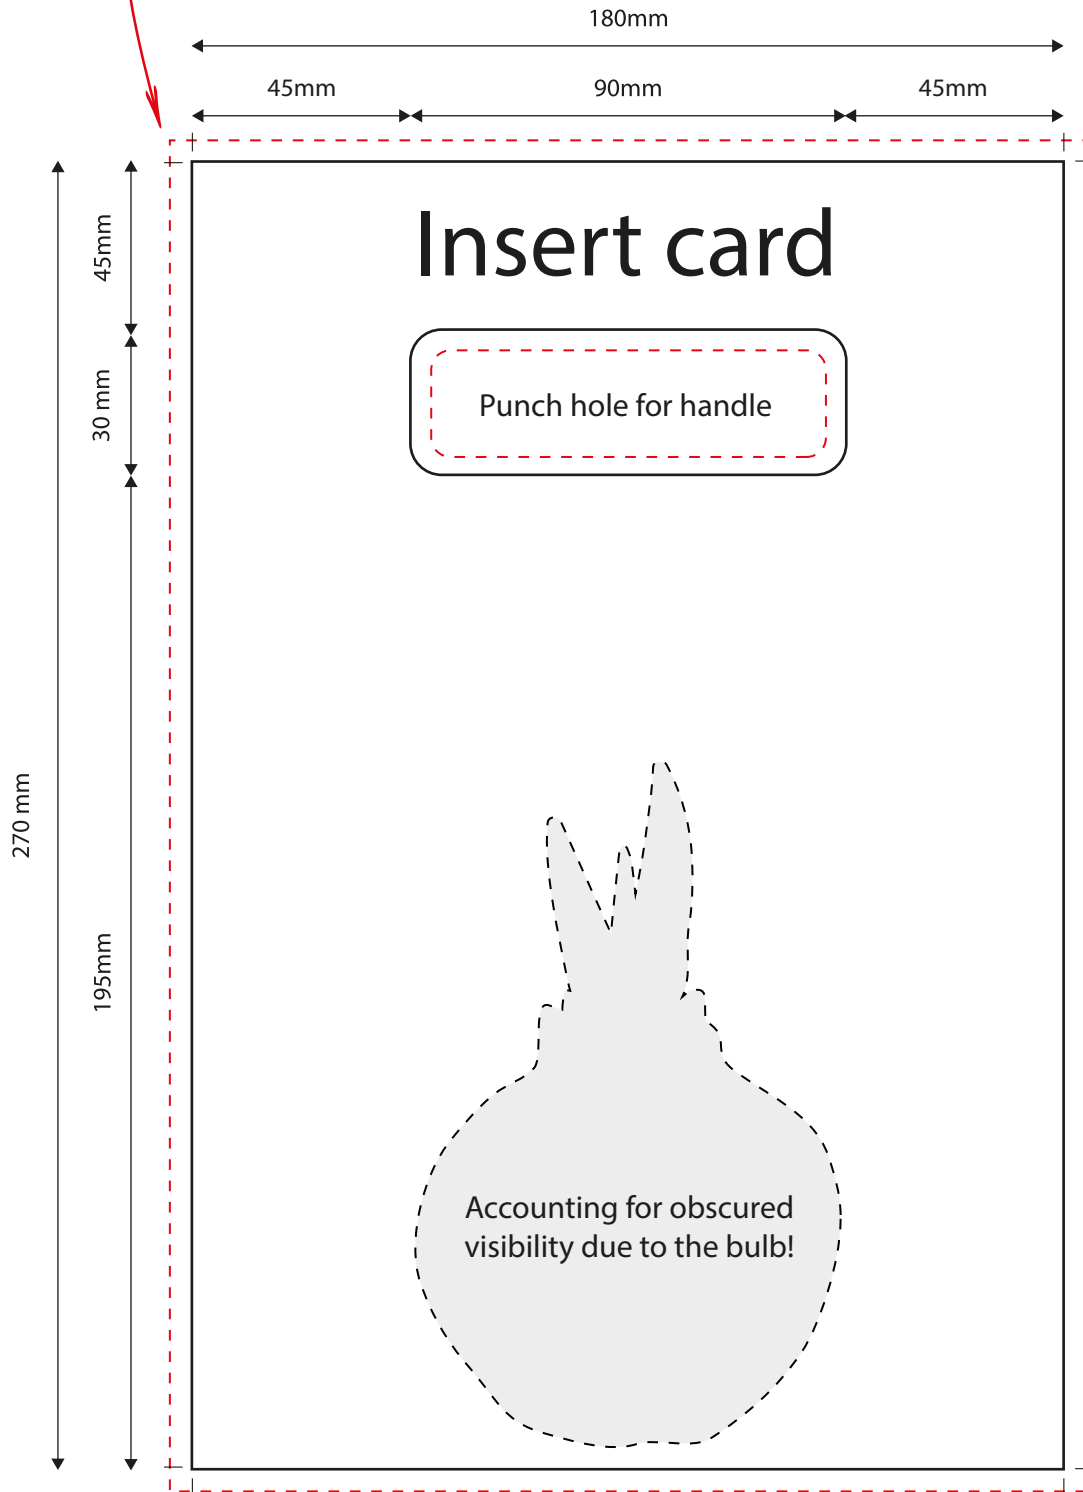 180mm
45mm
90mm
45mm
Insert card
45mm
30 mm
Punch hole for handle
270 mm
195mm
Accounting for obscured
visibility due to the bulb!